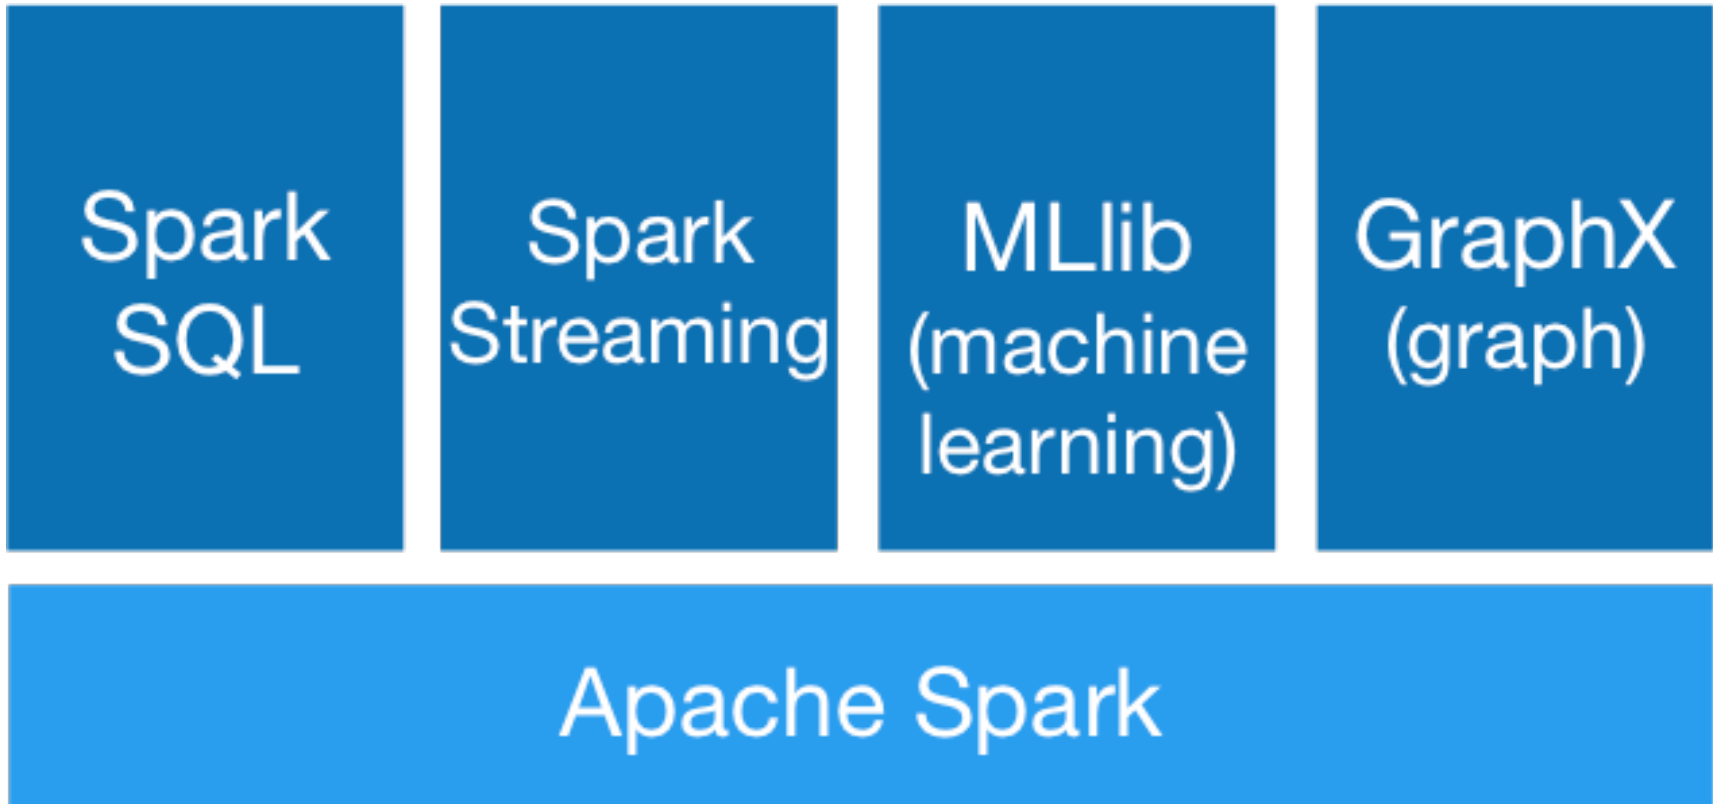 Spark
SQL
Spark
Streaming
MLlib
(machine
learning)
GraphX
(graph)
Apache Spark